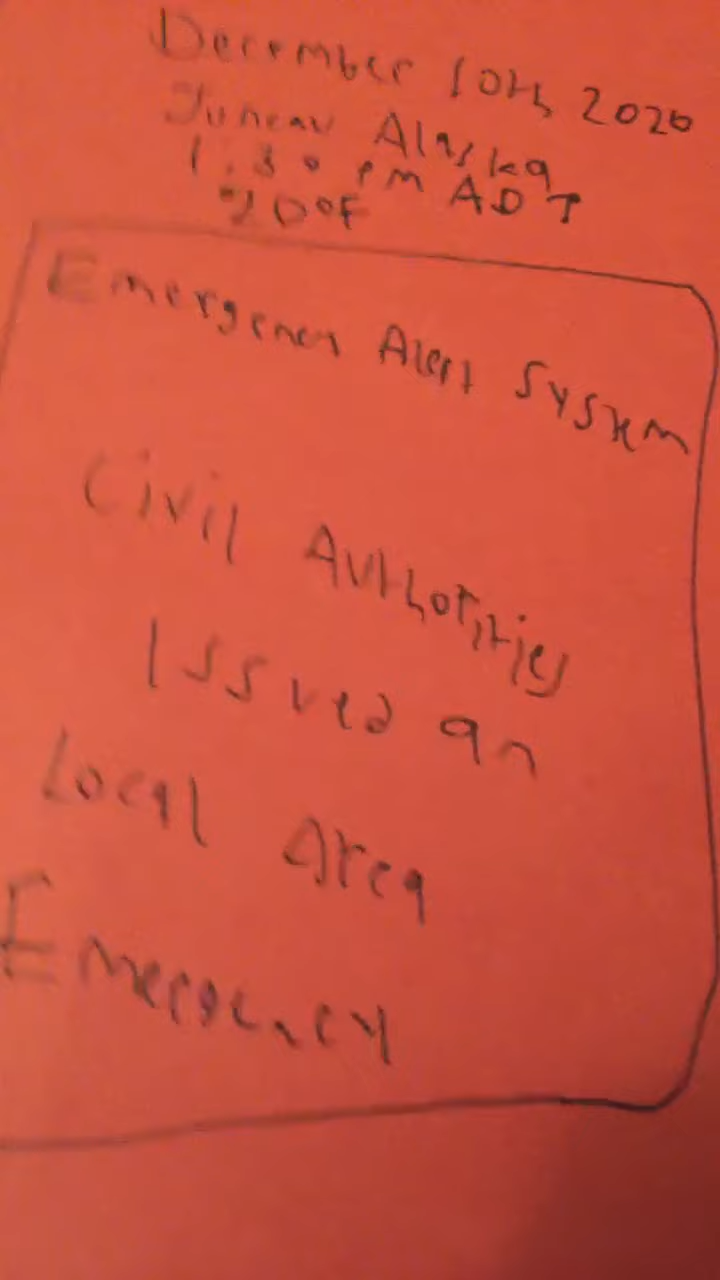 December 10th 2020
Juneau Alaska
1:30 PM ADT
20°F
Emergency Alert System
Civil Authorities
Issued an
Local Area
Emergency